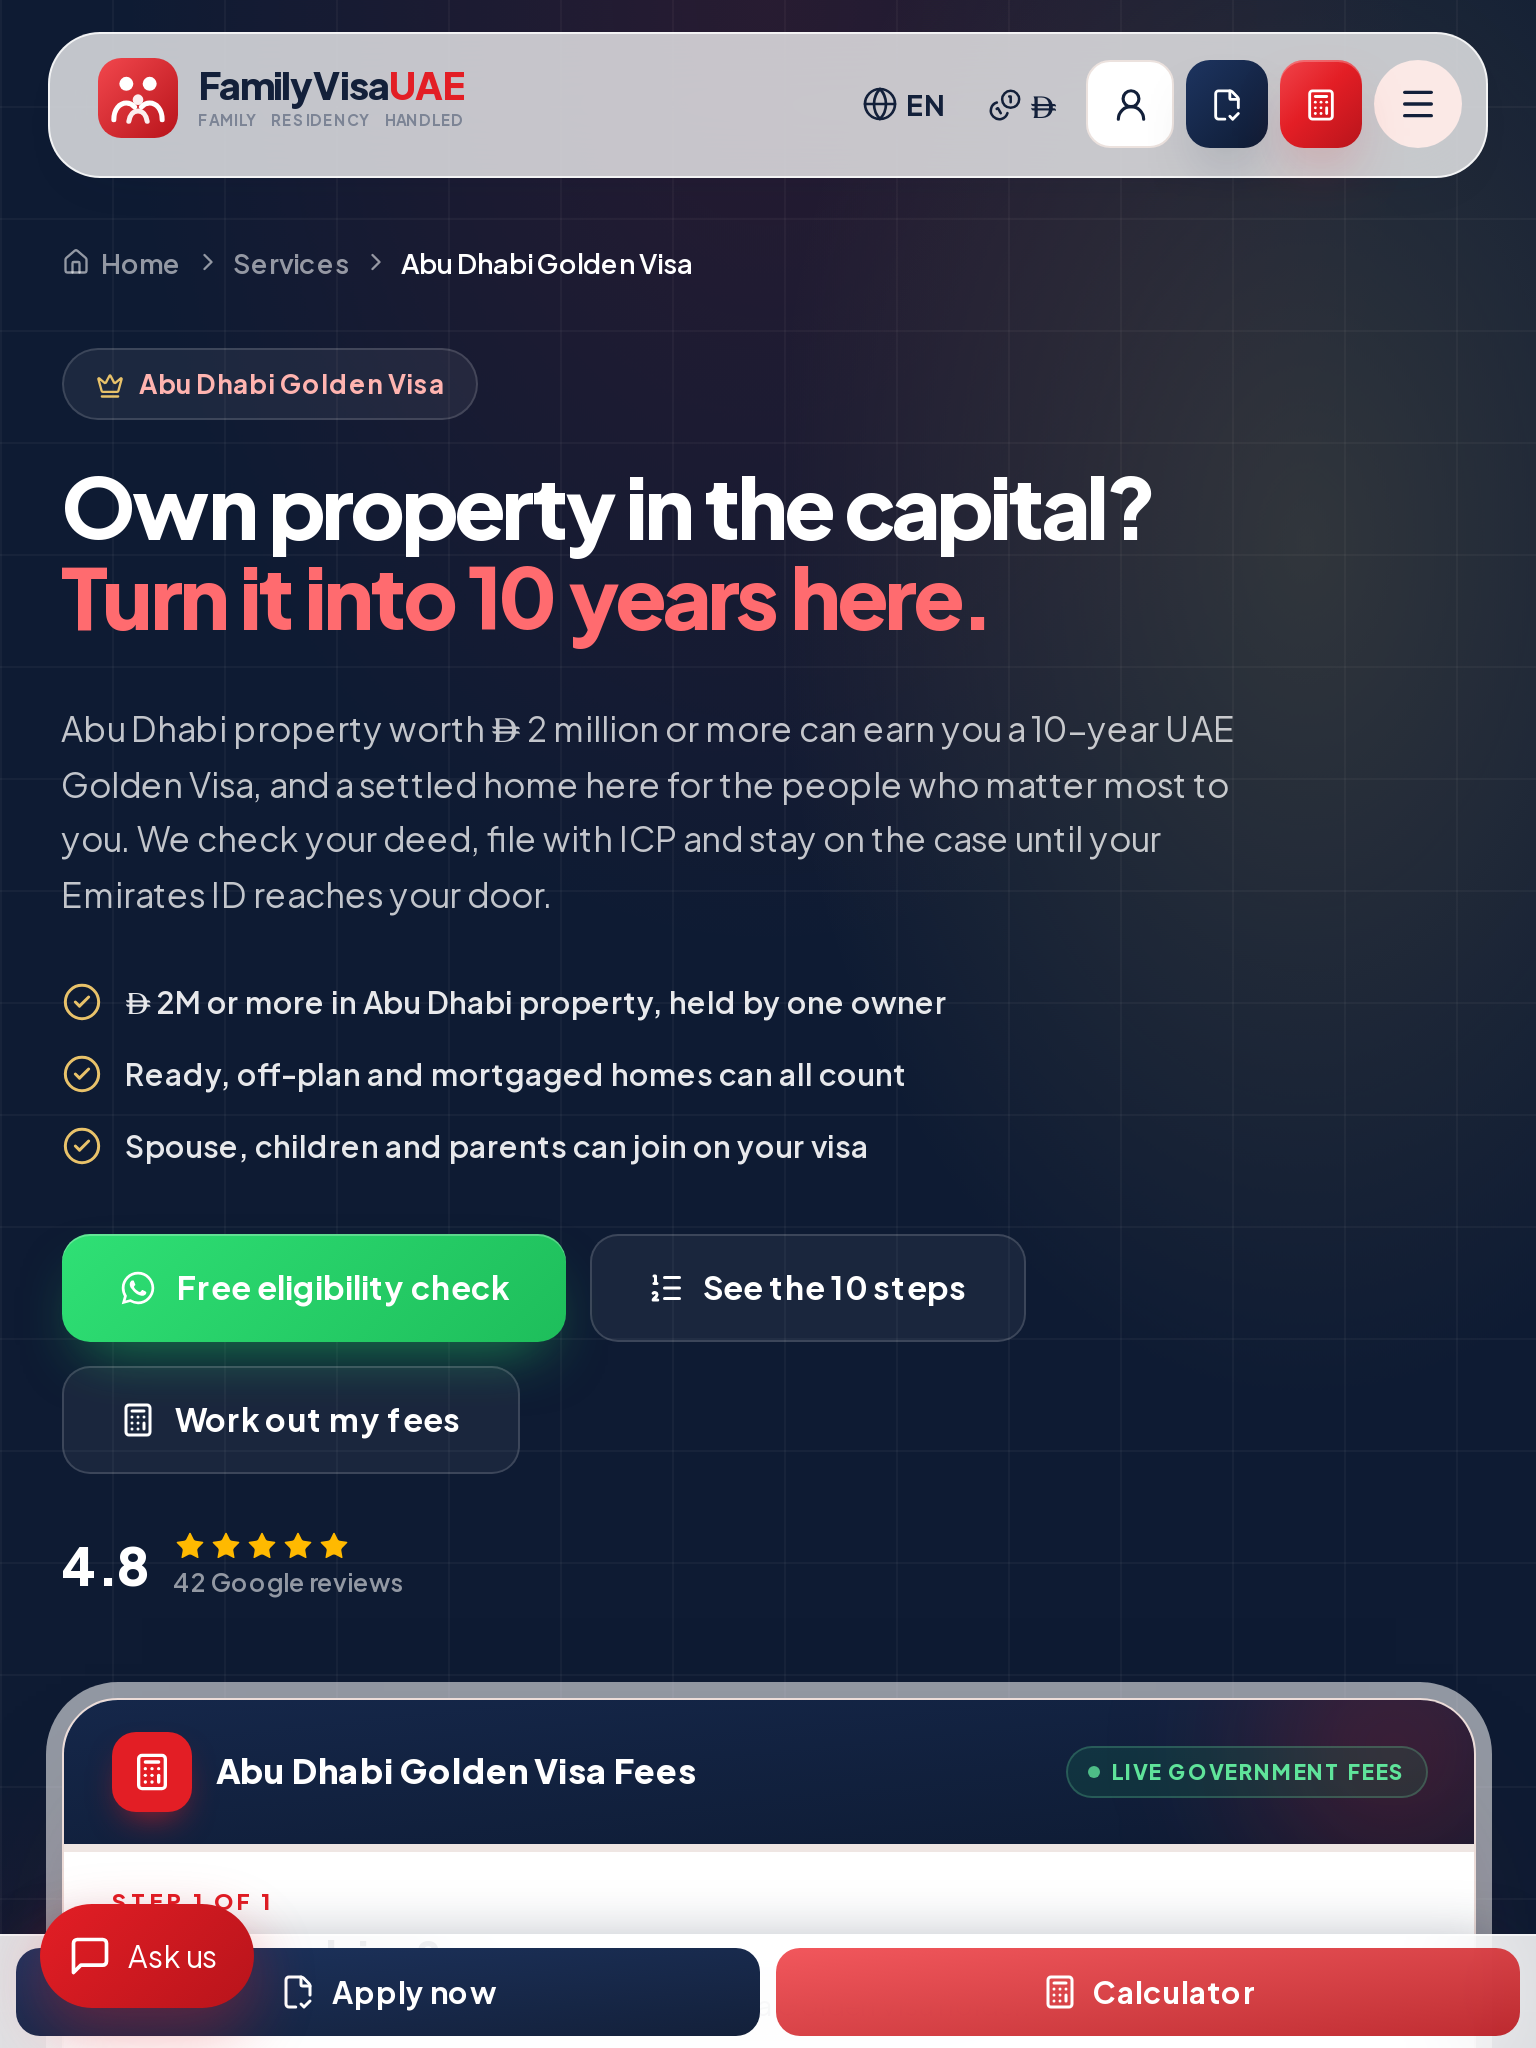 FamilyVisaUAE
FAMILY RESIDENCY HANDLED
EN
Home > Services > Abu Dhabi Golden Visa
Abu Dhabi Golden Visa
Own property in the capital?
Turn it into 10 years here.
Abu Dhabi property worth AED 2 million or more can earn you a 10-year UAE
Golden Visa, and a settled home here for the people who matter most to
you. We check your deed, file with ICP and stay on the case until your
Emirates ID reaches your door.
2M or more in Abu Dhabi property, held by one owner
Ready, off-plan and mortgaged homes can all count
Spouse, children and parents can join on your visa
Free eligibility check
See the 10 steps
Work out my fees
4.8
42 Google reviews
Abu Dhabi Golden Visa Fees
LIVE GOVERNMENT FEES
STEP 1 OF 1
Ask us
Apply now
Calculator